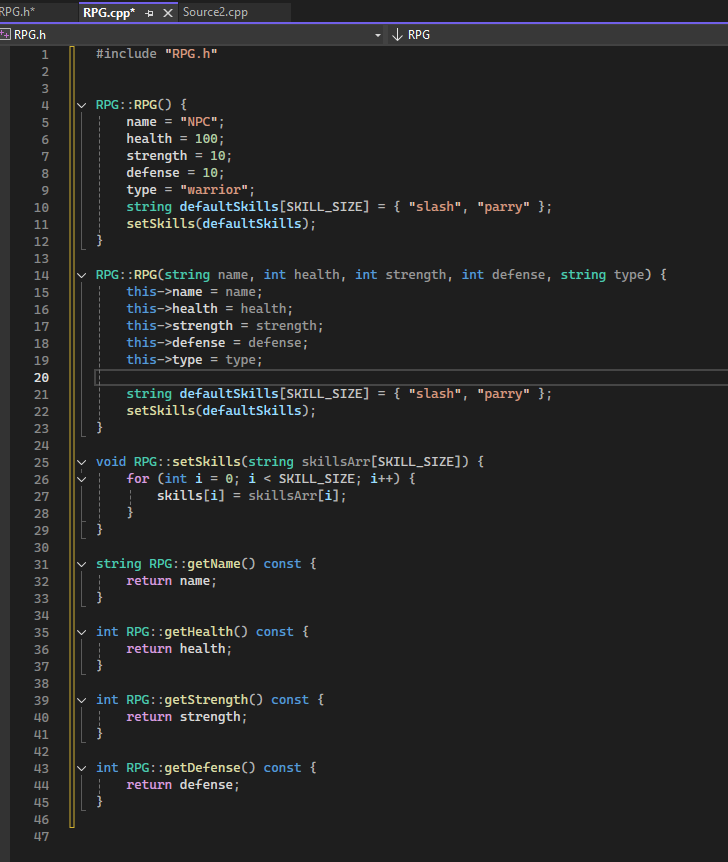 RPG.h*
RPG.cpp*
Source2.cpp
RPG.h
RPG
1 #include "RPG.h"
2
3
4 RPG::RPG() {
5     name = "NPC";
6     health = 100;
7     strength = 10;
8     defense = 10;
9     type = "warrior";
10     string defaultSkills[SKILL_SIZE] = { "slash", "parry" };
11     setSkills(defaultSkills);
12 }
13
14 RPG::RPG(string name, int health, int strength, int defense, string type) {
15     this->name = name;
16     this->health = health;
17     this->strength = strength;
18     this->defense = defense;
19     this->type = type;
20
21     string defaultSkills[SKILL_SIZE] = { "slash", "parry" };
22     setSkills(defaultSkills);
23 }
24
25 void RPG::setSkills(string skillsArr[SKILL_SIZE]) {
26     for (int i = 0; i < SKILL_SIZE; i++) {
27         skills[i] = skillsArr[i];
28     }
29 }
30
31 string RPG::getName() const {
32     return name;
33 }
34
35 int RPG::getHealth() const {
36     return health;
37 }
38
39 int RPG::getStrength() const {
40     return strength;
41 }
42
43 int RPG::getDefense() const {
44     return defense;
45 }
46
47